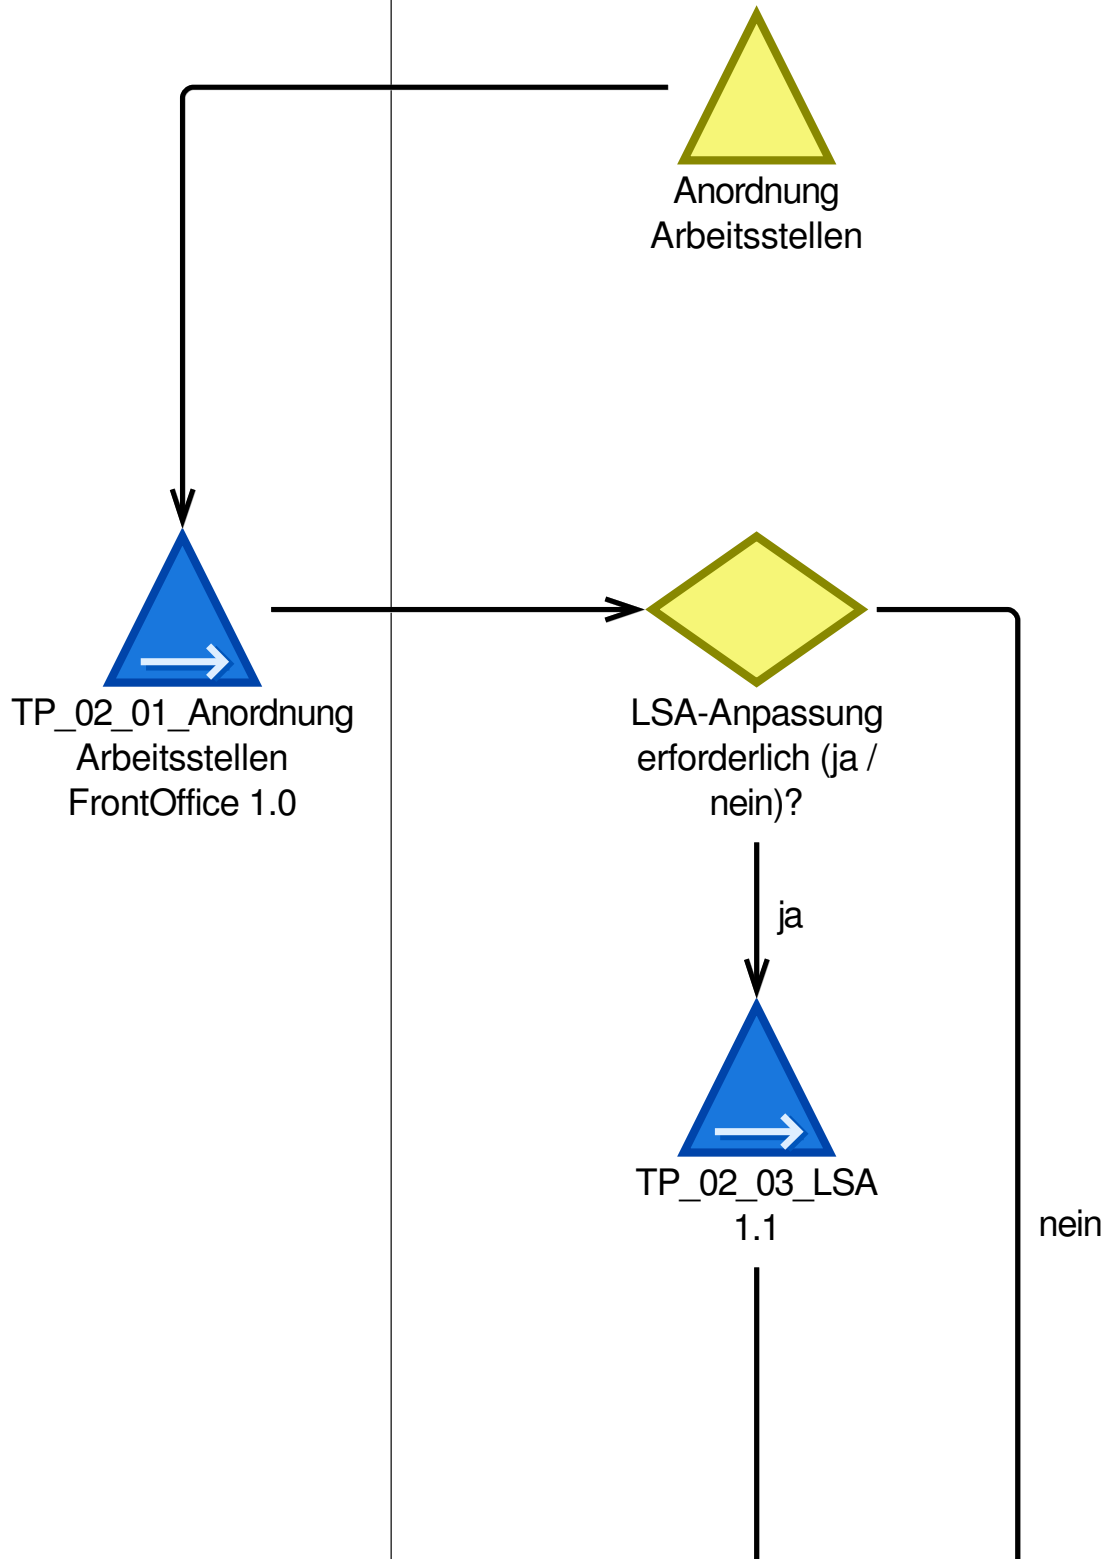 Anordnung
Arbeitsstellen
TP_02_01_Anordnung
Arbeitsstellen
FrontOffice 1.0
LSA-Anpassung
erforderlich (ja /
nein)?
ja
TP_02_03_LSA
1.1
nein